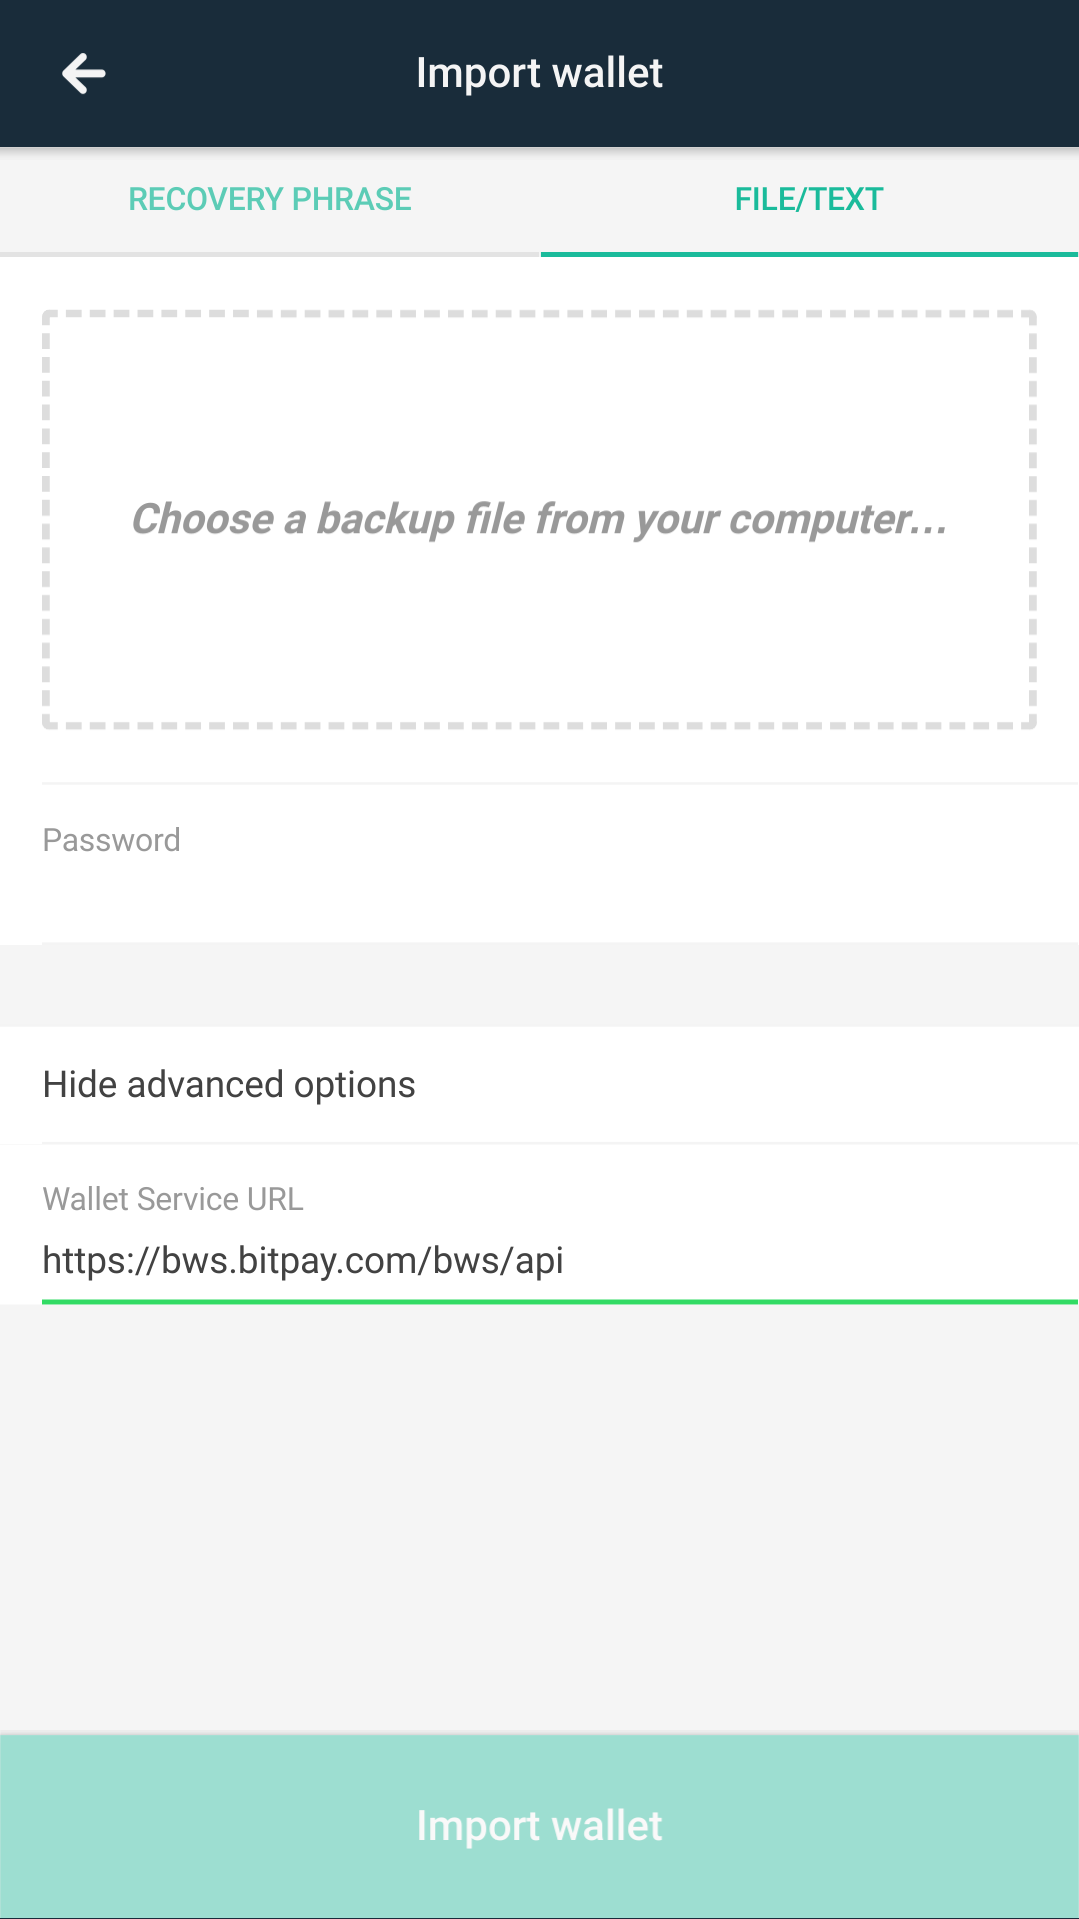 Import wallet
RECOVERY PHRASE
FILE/TEXT
Choose a backup file from your computer...
Password
Hide advanced options
Wallet Service URL
https://bws.bitpay.com/bws/api
Import wallet